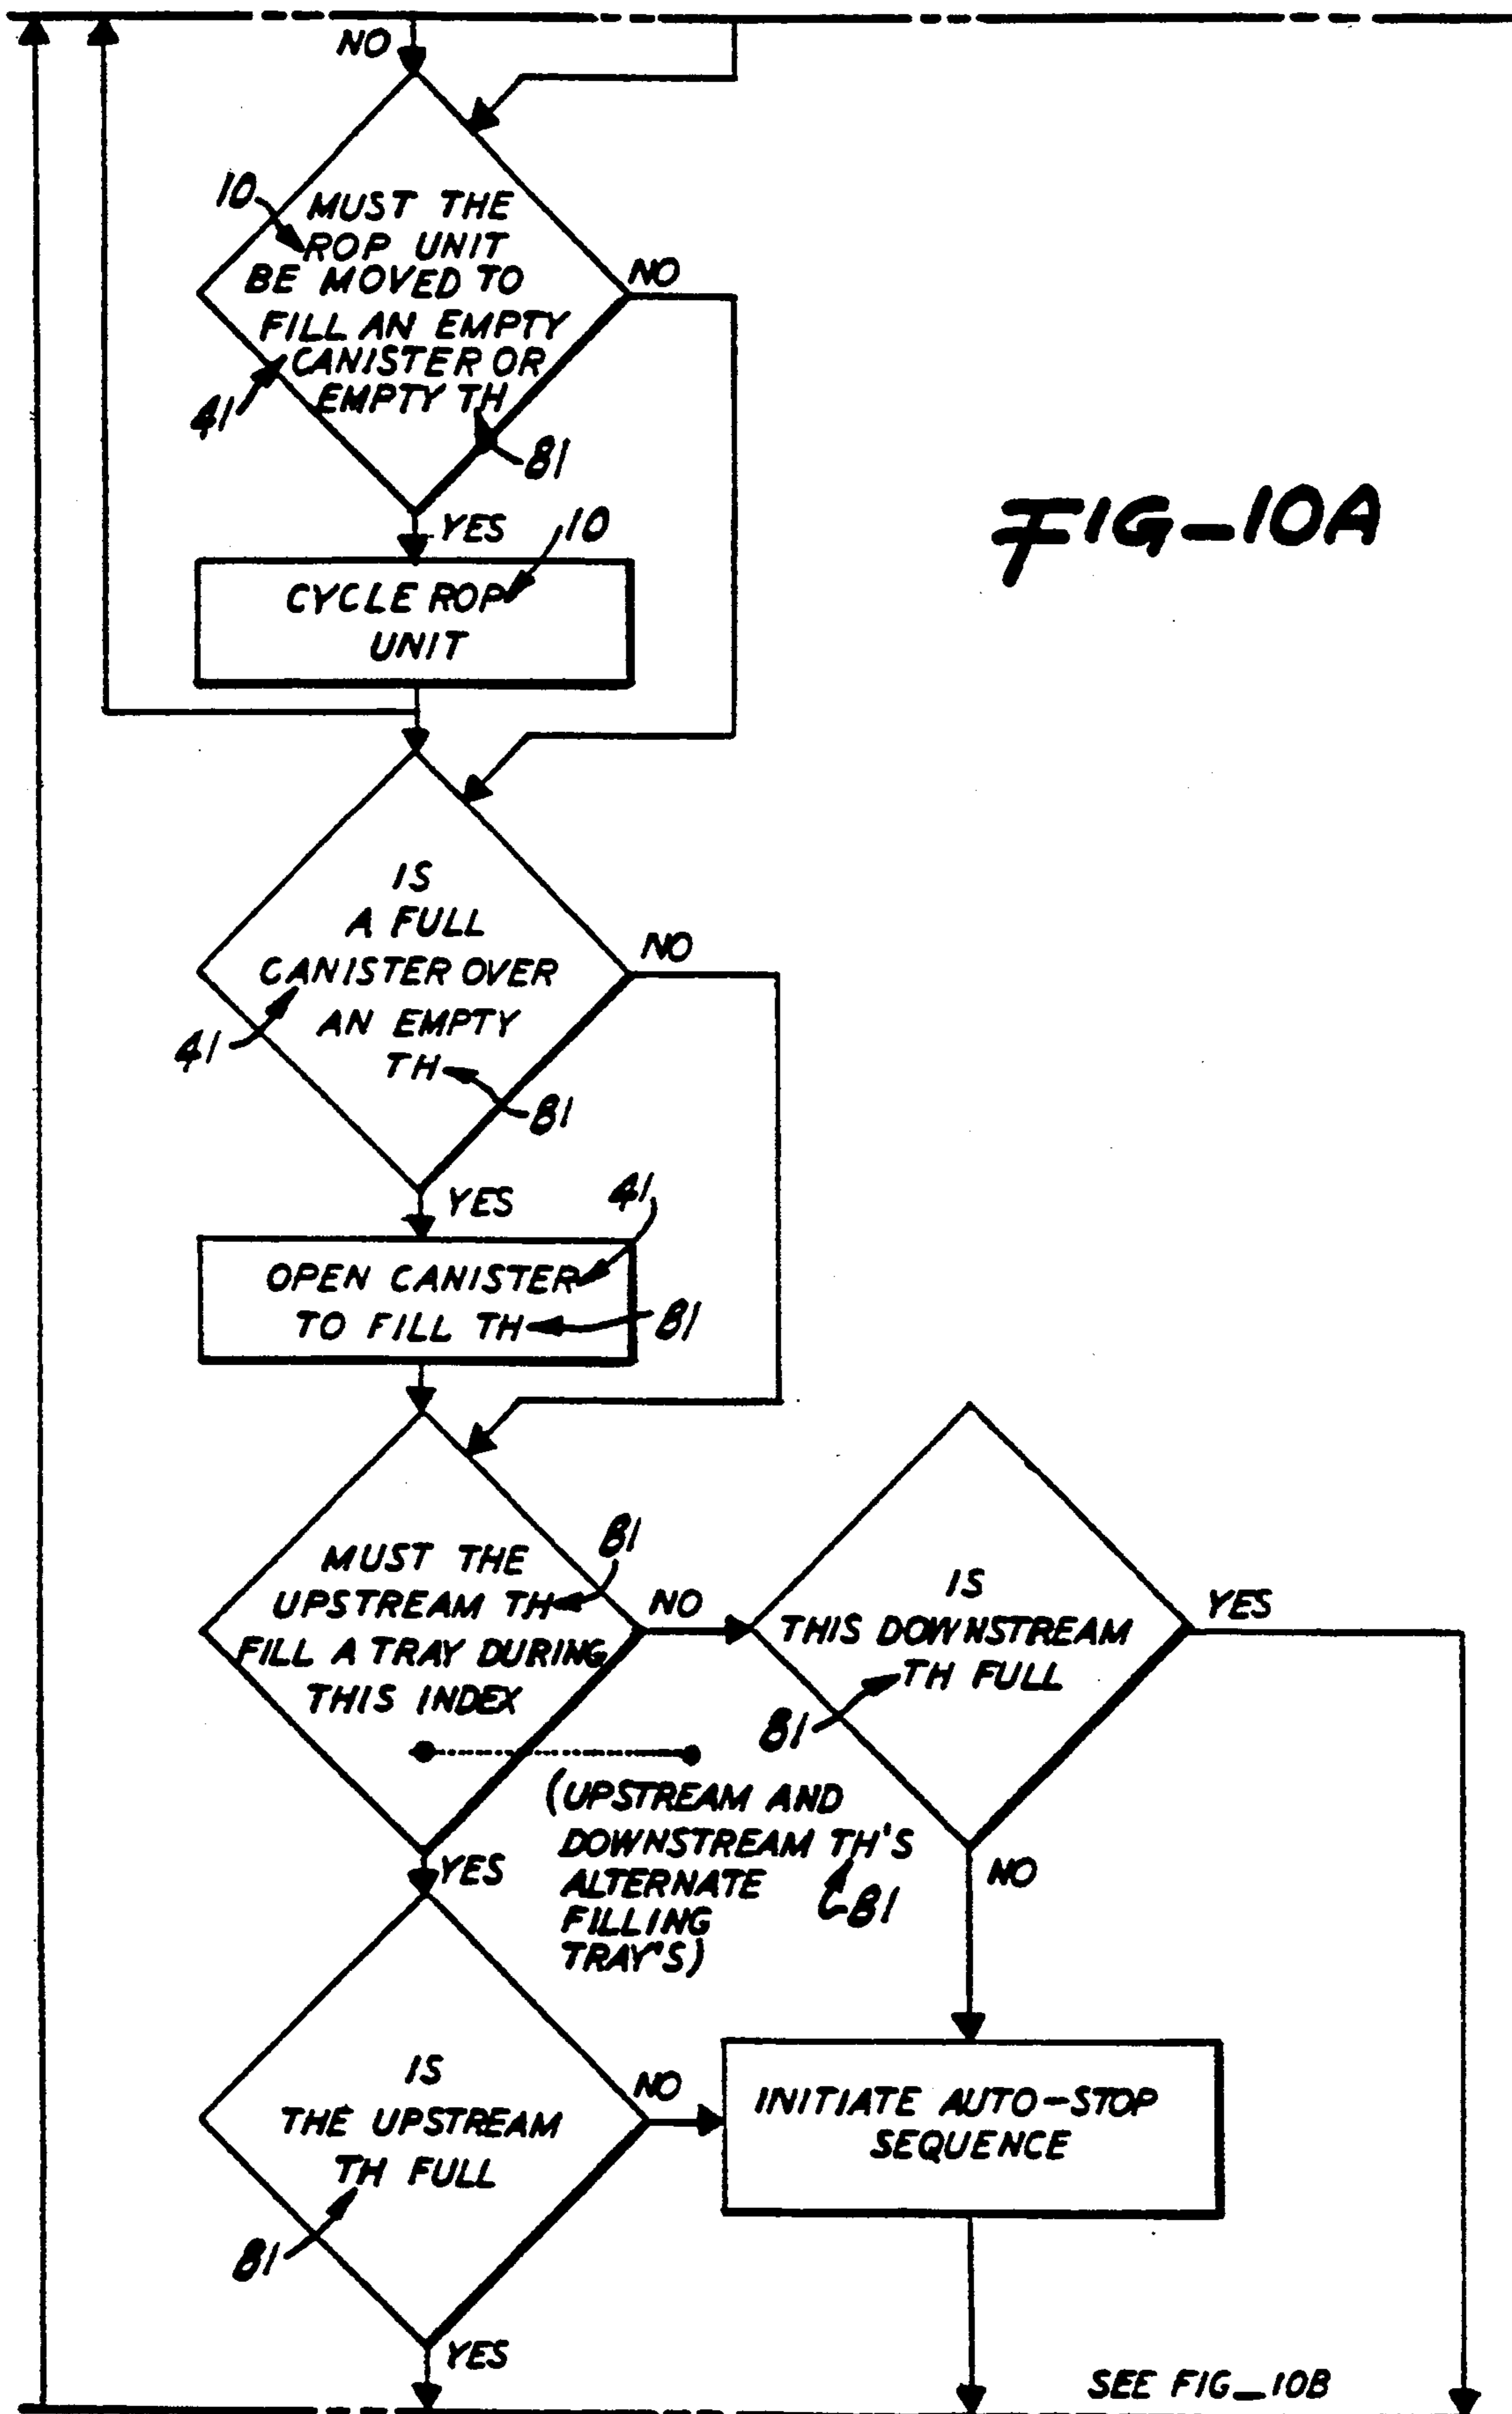 NO
10
MUST THE
ROP UNIT
BE MOVED TO
FILL AN EMPTY
CANISTER OR
EMPTY TH
NO
41
81
FIG_10A
YES
10
CYCLE ROP
UNIT
IS
A FULL
CANISTER OVER
AN EMPTY
TH
NO
41
81
YES
41
OPEN CANISTER
TO FILL TH
81
MUST THE
UPSTREAM TH
FILL A TRAY DURING
THIS INDEX
81
NO
IS
THIS DOWNSTREAM
TH FULL
YES
81
(UPSTREAM AND
DOWNSTREAM TH'S
ALTERNATE
FILLING
TRAY'S)
81
YES
NO
IS
THE UPSTREAM
TH FULL
NO
81
INITIATE AUTO-STOP
SEQUENCE
YES
SEE FIG_10B